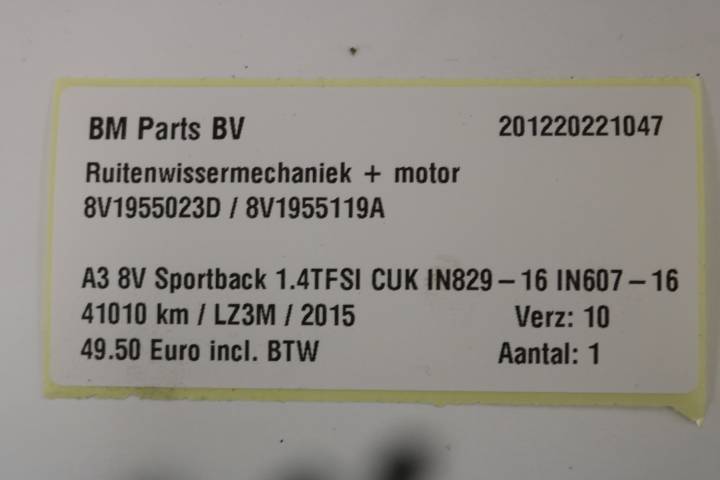 BM Parts BV 201220221047
Ruitenwissermechaniek + motor
8V1955023D / 8V1955119A
A3 8V Sportback 1.4TFSI CUK IN829-16 IN607-16
41010 km / LZ3M / 2015 Verz: 10
49.50 Euro incl. BTW Aantal: 1